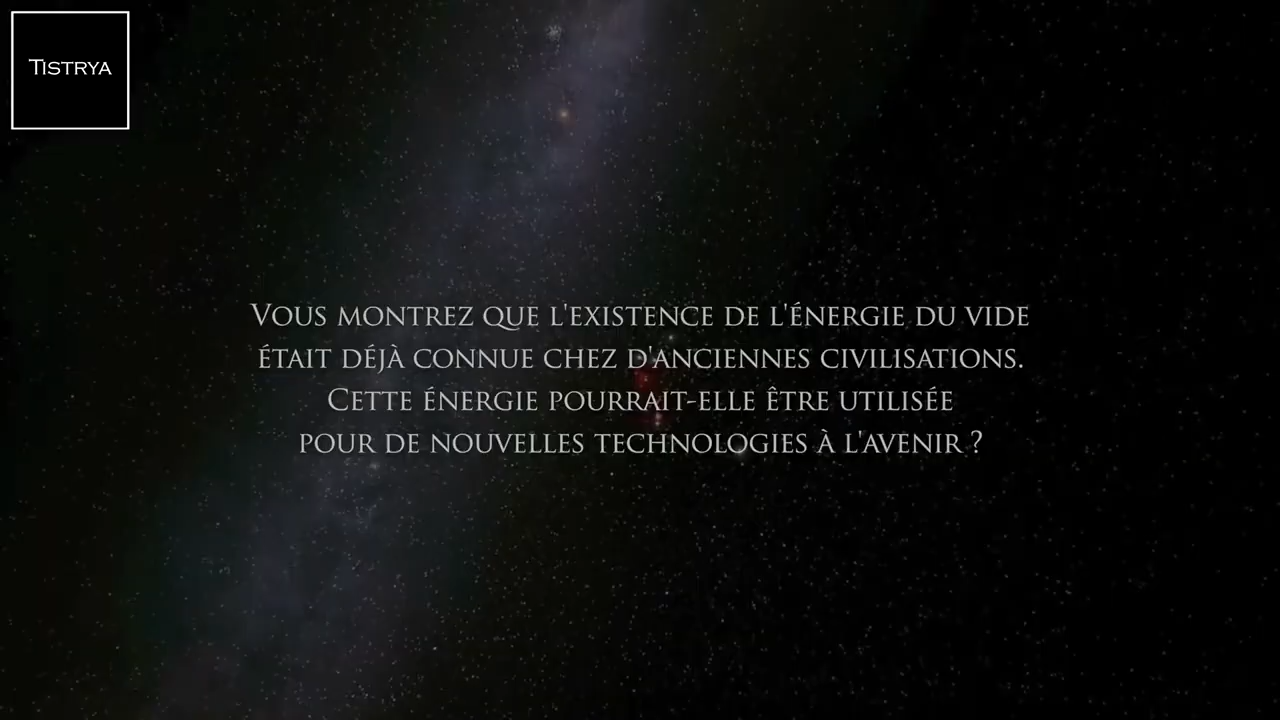 Tistrya
Vous montrez que l'existence de l'énergie du vide
était déjà connue chez d'anciennes civilisations.
Cette énergie pourrait-elle être utilisée
pour de nouvelles technologies à l'avenir ?